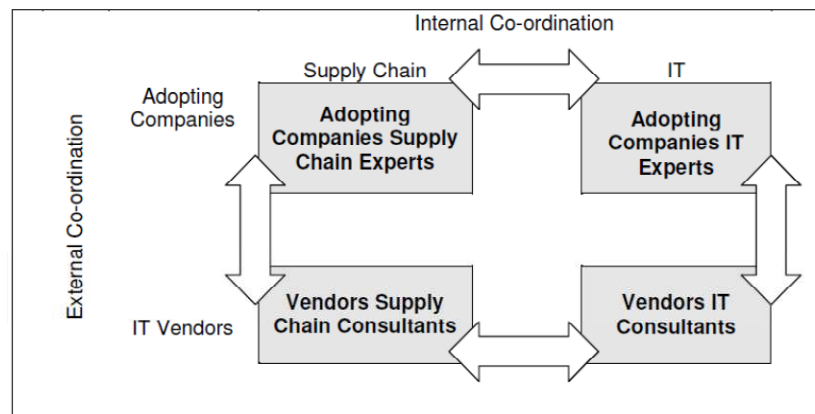 Internal Co-ordination
Supply Chain
IT
Adopting
Companies
Adopting
Companies Supply
Chain Experts
Adopting
Companies IT
Experts
External Co-ordination
IT Vendors
Vendors Supply
Chain Consultants
Vendors IT
Consultants